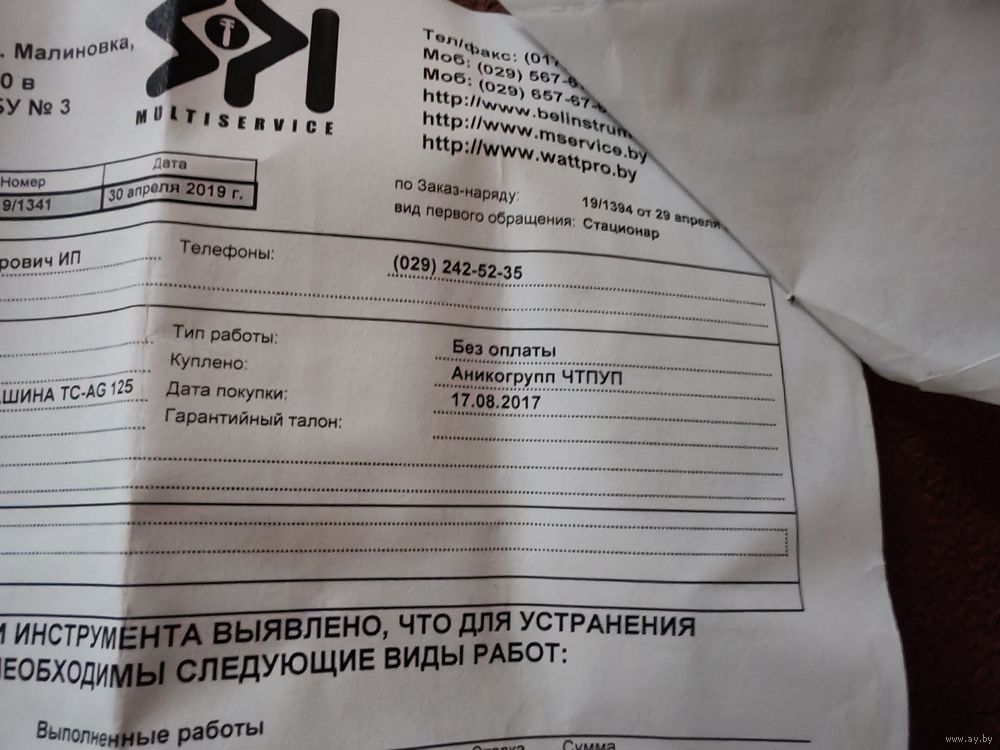 . Малиновка,
0 в
БУ № 3
SPI
MULTISERVICE
Тел/факс: (017
Моб: (029) 567-
Моб: (029) 657-67-
http://www.belinstrum
http://www.mservice.by
http://www.wattpro.by
Номер Дата
9/1341 30 апреля 2019 г.
по Заказ-наряду: 19/1394 от 29 апреля
вид первого обращения: Стационар
рович ИП Телефоны: (029) 242-52-35
Тип работы: Без оплаты
Куплено: Аникогрупп ЧТПУП
ШИНА TC-AG 125 Дата покупки: 17.08.2017
Гарантийный талон:
И ИНСТРУМЕНТА ВЫЯВЛЕНО, ЧТО ДЛЯ УСТРАНЕНИЯ
НЕОБХОДИМЫ СЛЕДУЮЩИЕ ВИДЫ РАБОТ:
Выполненные работы
Сумма
www.ay.by